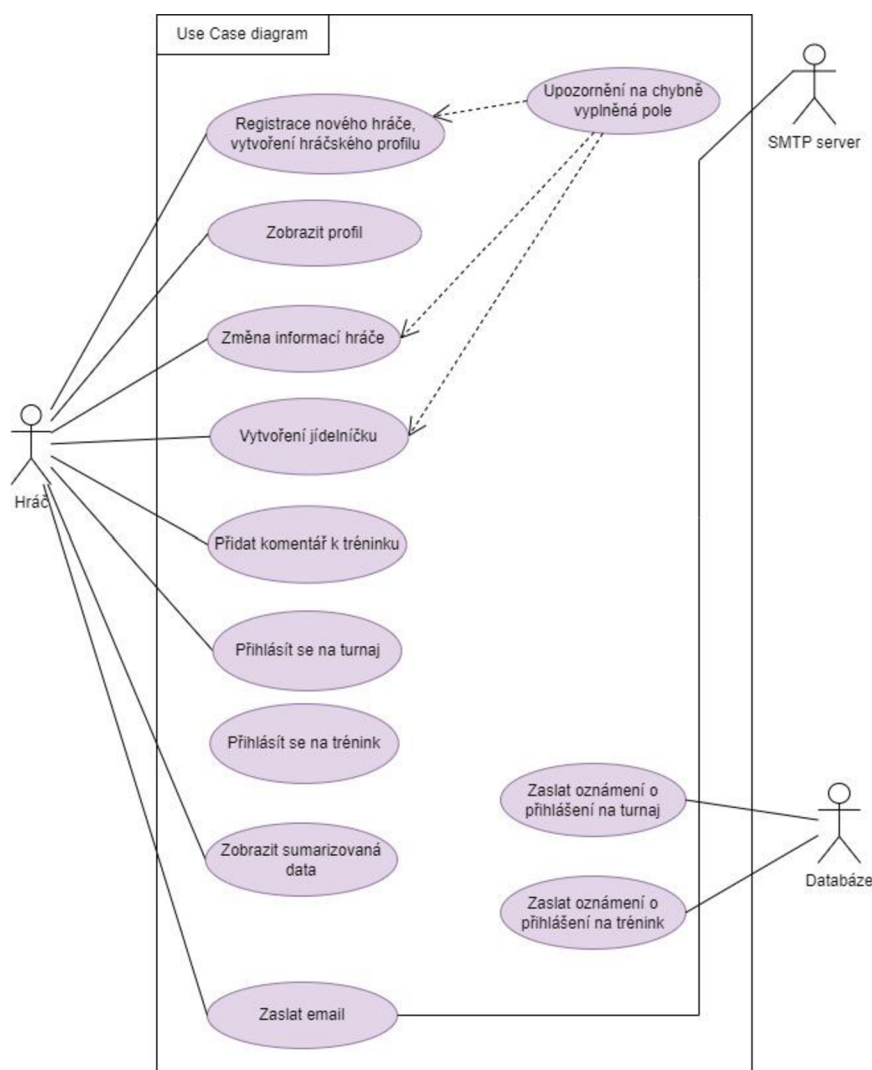 Use Case diagram
Upozornění na chybně
vyplněná pole
SMTP server
Registrace nového hráče,
vytvoření hráčského profilu
Zobrazit profil
Změna informací hráče
Vytvoření jídelníčku
Hráč
Přidat komentář k tréninku
Přihlásít se na turnaj
Přihlásít se na trénink
Zaslat oznámení o
přihlášení na turnaj
Zobrazit sumarizovaná
data
Databáze
Zaslat oznámení o
přihlášení na trénink
Zaslat email